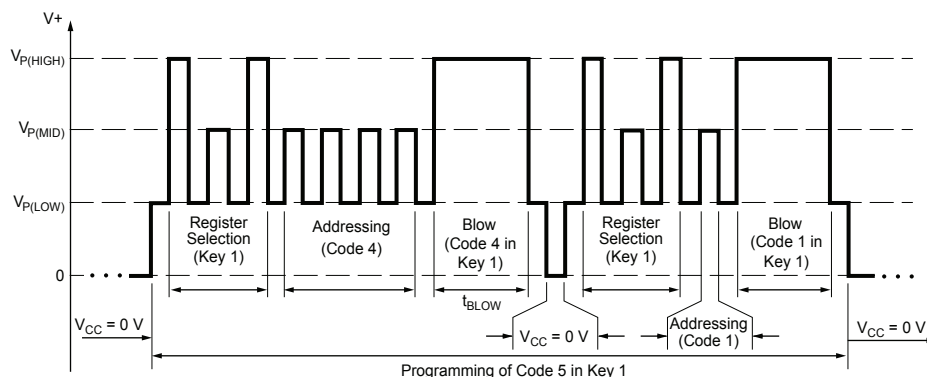 V+
VP(HIGH)
VP(MID)
VP(LOW)
0
Register
Selection
(Key 1)
Addressing
(Code 4)
Blow
(Code 4 in
Key 1)
Register
Selection
(Key 1)
Blow
(Code 1 in
Key 1)
tBLOW
VCC = 0 V
VCC = 0 V
Addressing
(Code 1)
VCC = 0 V
Programming of Code 5 in Key 1